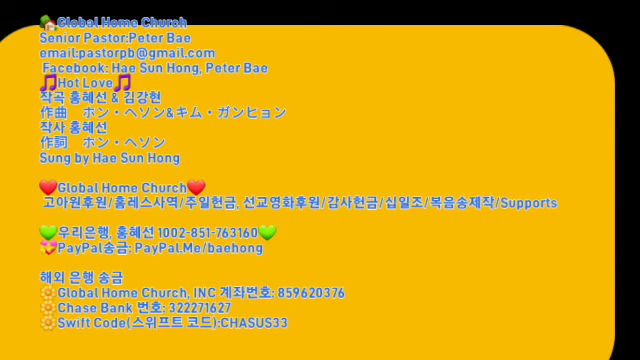 🏡Global Home Church
Senior Pastor:Peter Bae
email:pastorpb@gmail.com
Facebook: Hae Sun Hong, Peter Bae
🎵Hot Love🎵
작곡 홍혜선 & 김강현
作曲　ホン・ヘソン&キム・ガンヒョン
작사 홍혜선
作詞　ホン・ヘソン
Sung by Hae Sun Hong
❤️Global Home Church❤️
고아원후원/홈레스사역/주일헌금, 선교영화후원/감사헌금/십일조/복음송제작/Supports
💚우리은행, 홍혜선 1002-851-763160💚
💝PayPal송금: PayPal.Me/baehong
해외 은행 송금
🌼Global Home Church, INC 계좌번호: 859620376
🌼Chase Bank 번호: 322271627
🌼Swift Code(스위프트 코드):CHASUS33